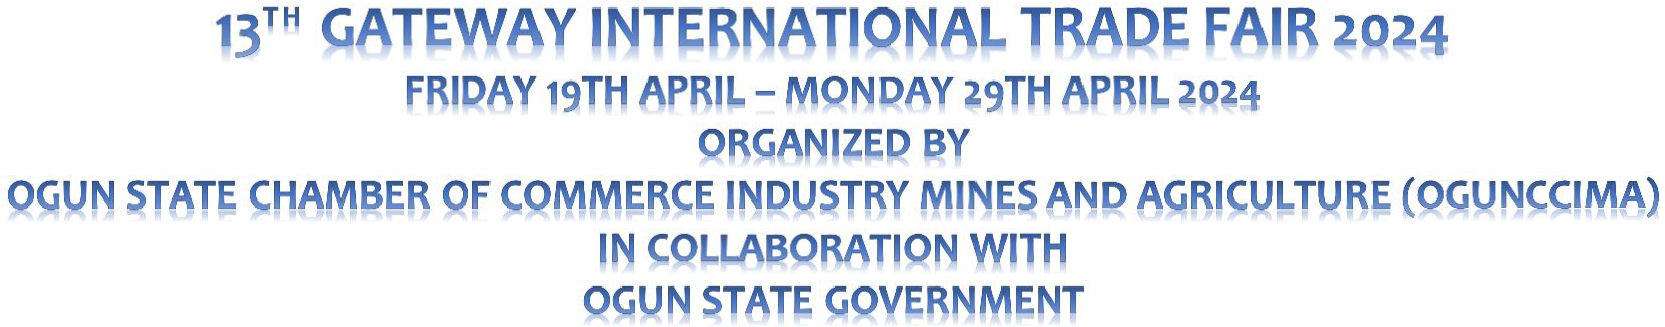 13TH GATEWAY INTERNATIONAL TRADE FAIR 2024
FRIDAY 19TH APRIL – MONDAY 29TH APRIL 2024
ORGANIZED BY
OGUN STATE CHAMBER OF COMMERCE INDUSTRY MINES AND AGRICULTURE (OGUNCCIMA)
IN COLLABORATION WITH
OGUN STATE GOVERNMENT